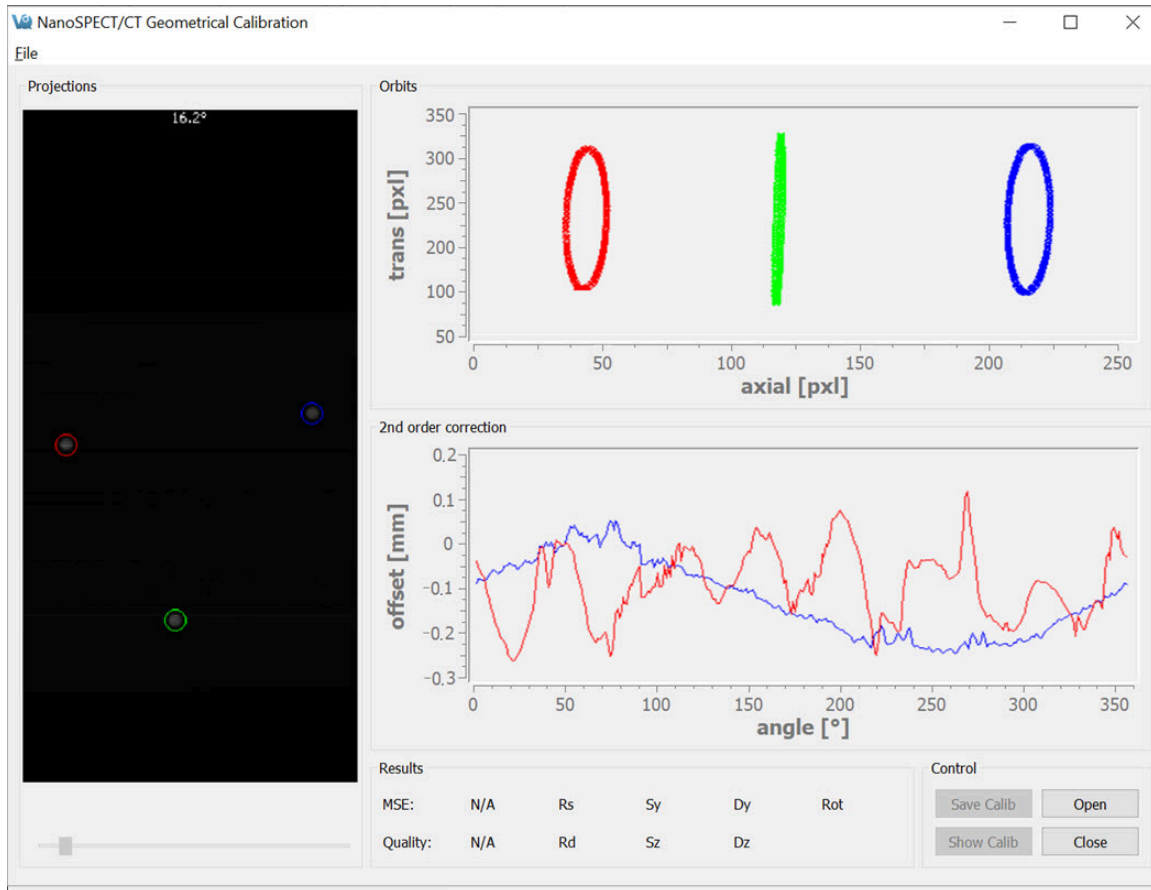 NanoSPECT/CT Geometrical Calibration
File
Projections
16.2°
Orbits
350
300
250
200
100
50
trans [pxl]
0 50 100 150 200 250
axial [pxl]
2nd order correction
0.2
0.1
0
-0.1
-0.2
-0.3
offset [mm]
0 50 100 150 200 250 300 350
angle [°]
Results
MSE: N/A Rs Sy Dy Rot
Quality: N/A Rd Sz Dz
Control
Save Calib Open
Show Calib Close